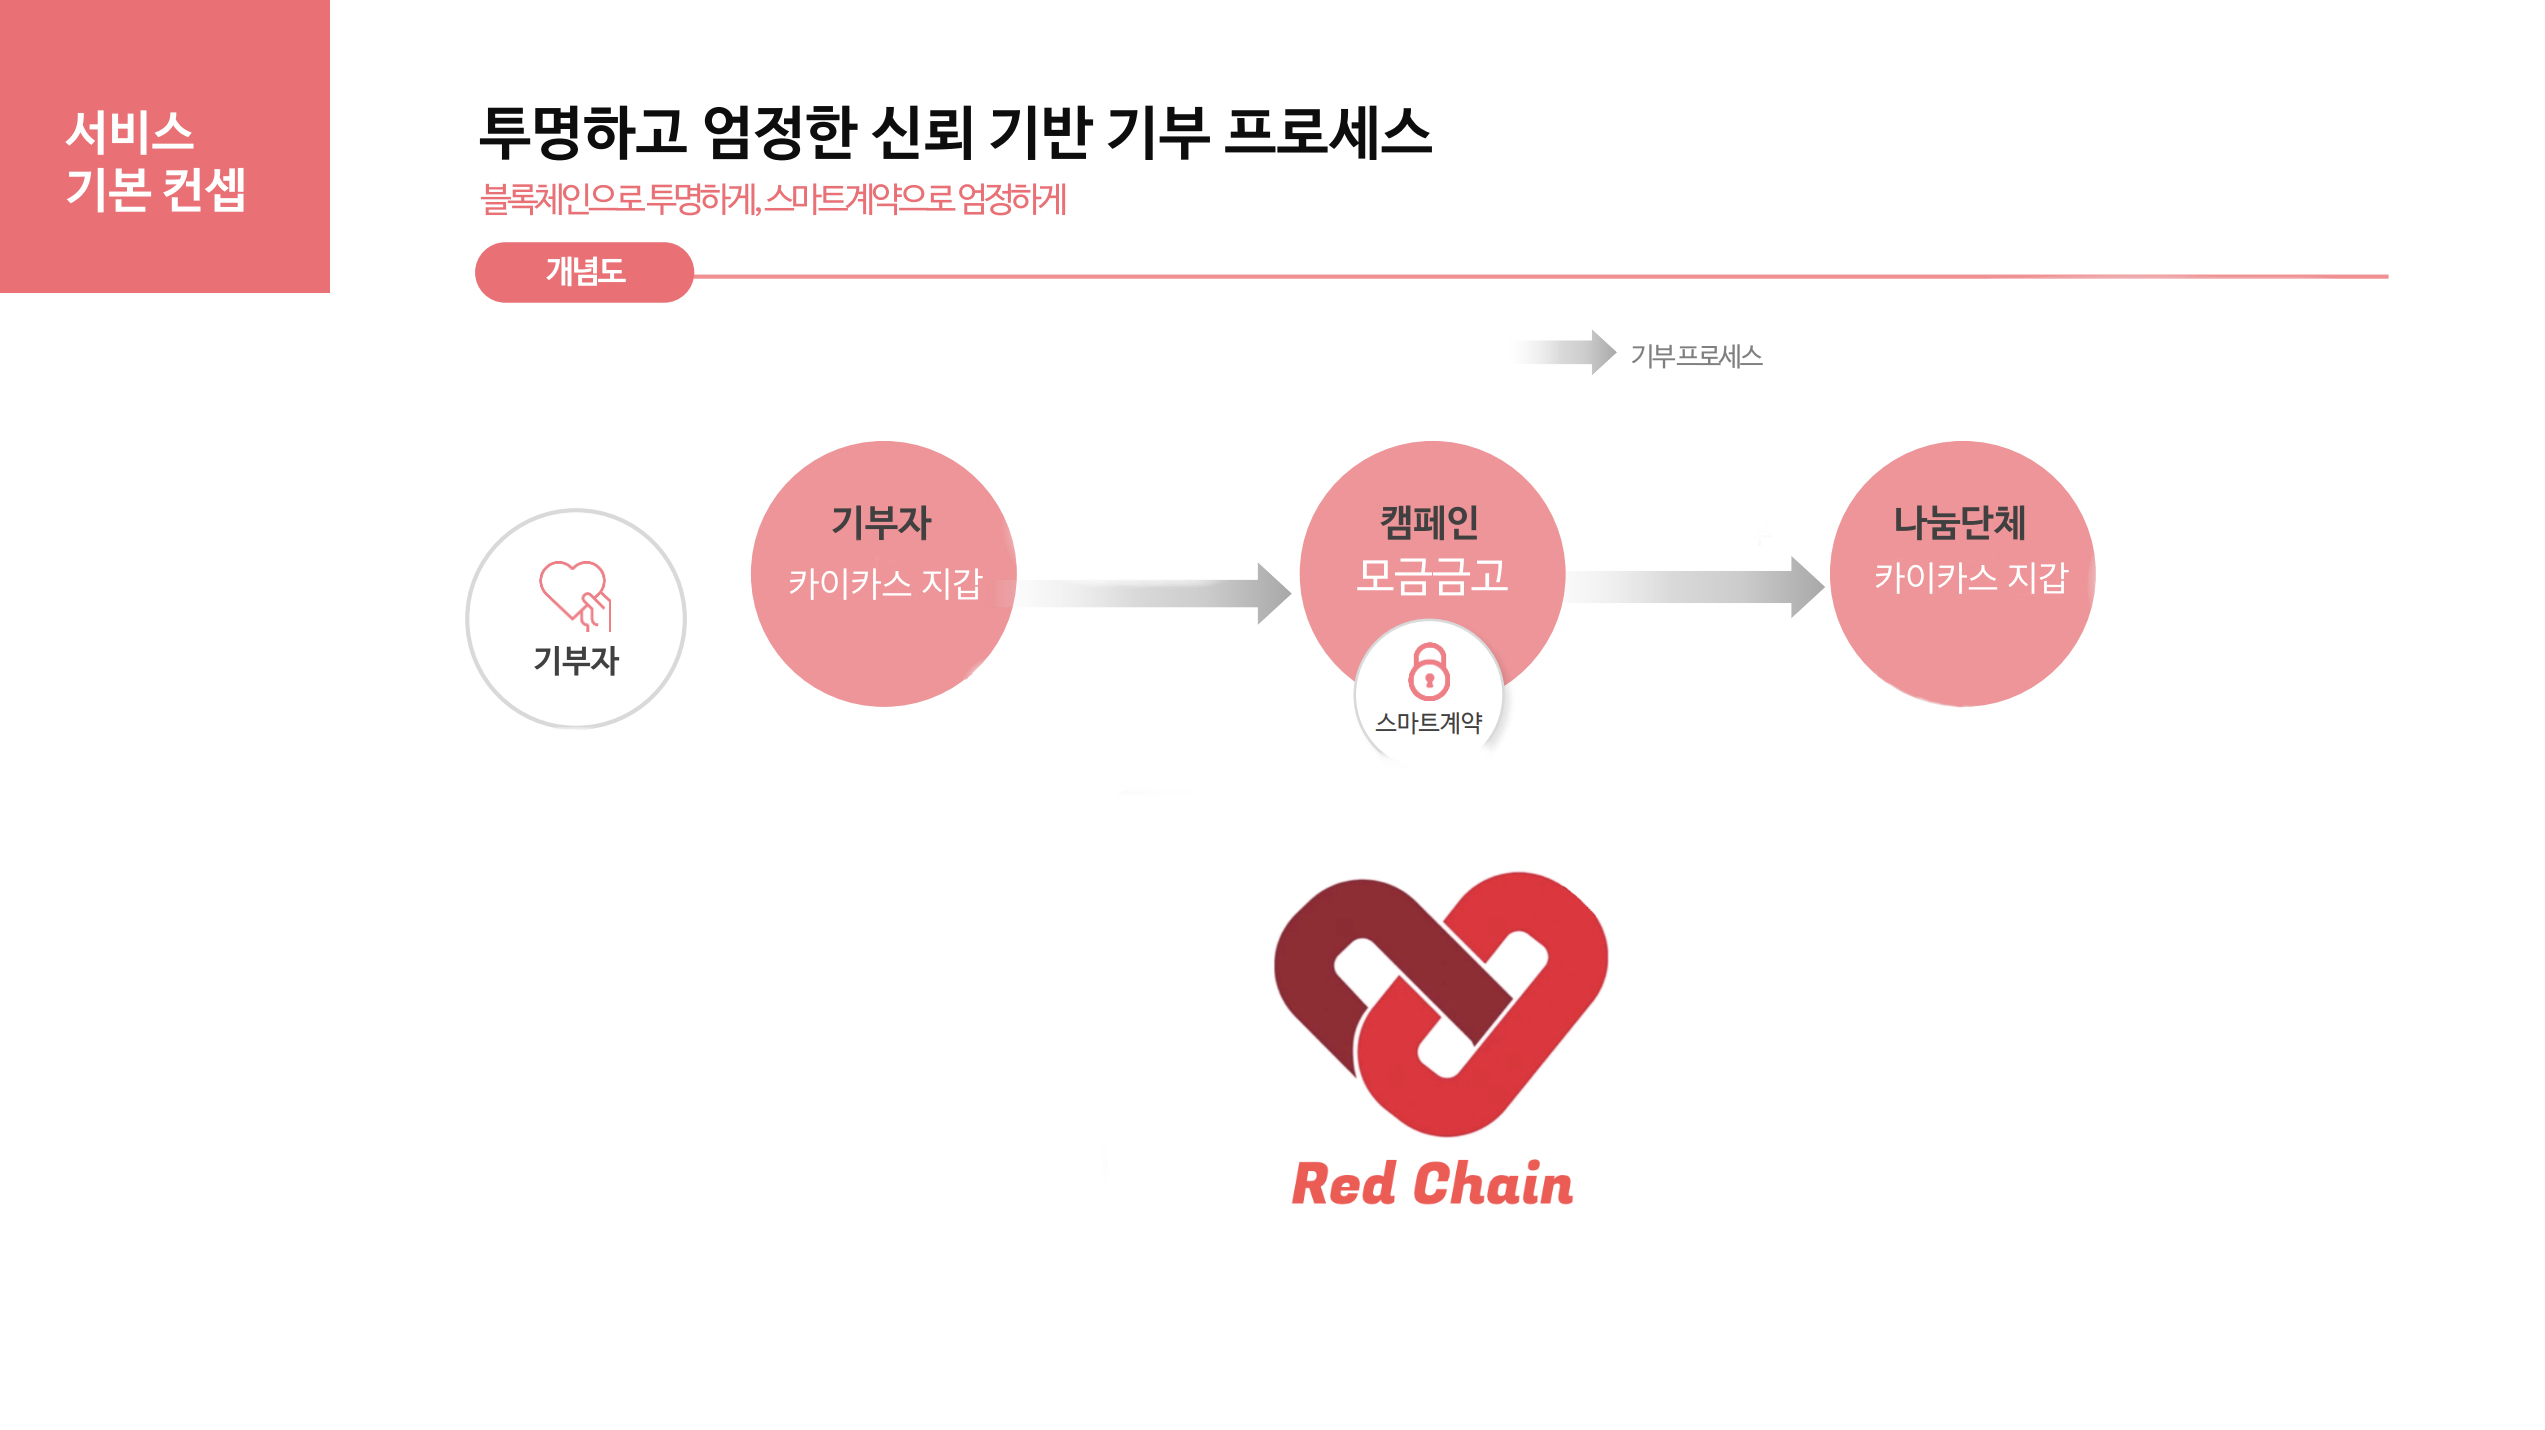 서비스
기본 컨셉
투명하고 엄정한 신뢰 기반 기부 프로세스
블록체인으로 투명하게, 스마트계약으로 엄정하게
개념도
기부 프로세스
기부자
기부자
카이카스 지갑
캠페인
모금금고
스마트계약
나눔단체
카이카스 지갑
Red Chain